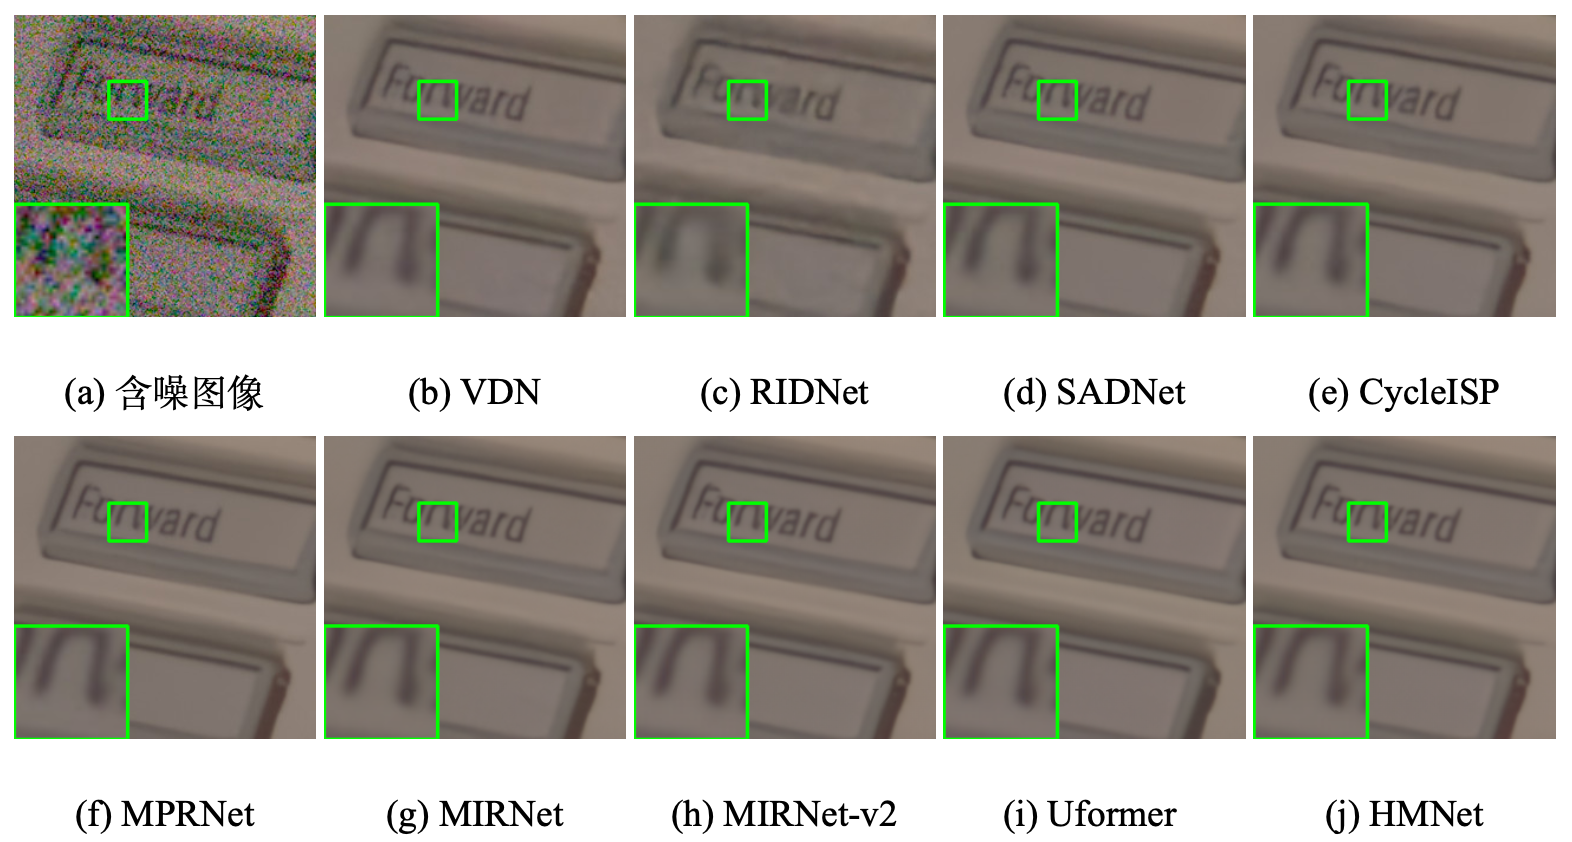 Forward Forward Forward Forward Forward
(a) 含噪图像 (b) VDN (c) RIDNet (d) SADNet (e) CycleISP
Forward Forward Forward Forward Forward
(f) MPRNet (g) MIRNet (h) MIRNet-v2 (i) Uformer (j) HMNet